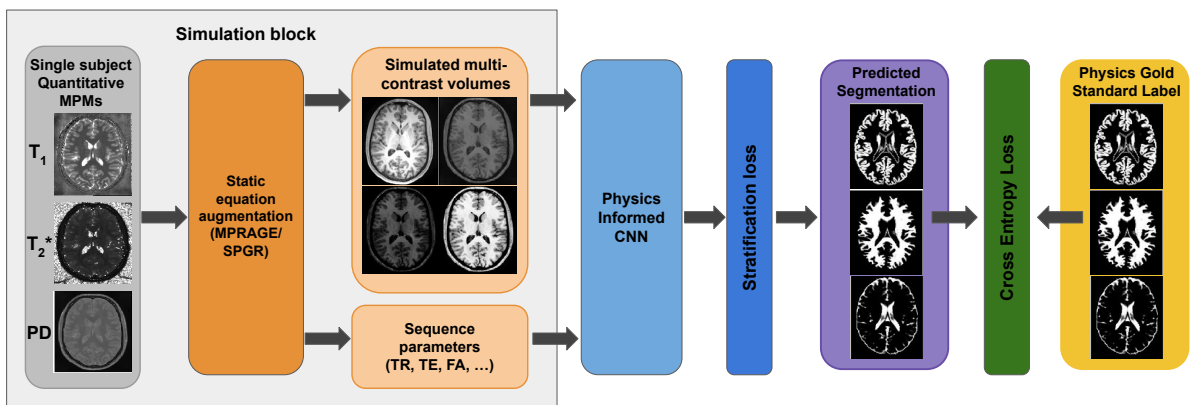 Simulation block
Single subject
Quantitative
MPMs
T1
T2*
PD
Static
equation
augmentation
(MPRAGE/
SPGR)
Simulated multi-
contrast volumes
Sequence
parameters
(TR, TE, FA, ...)
Physics
Informed
CNN
Stratification loss
Predicted
Segmentation
Cross Entropy Loss
Physics Gold
Standard Label